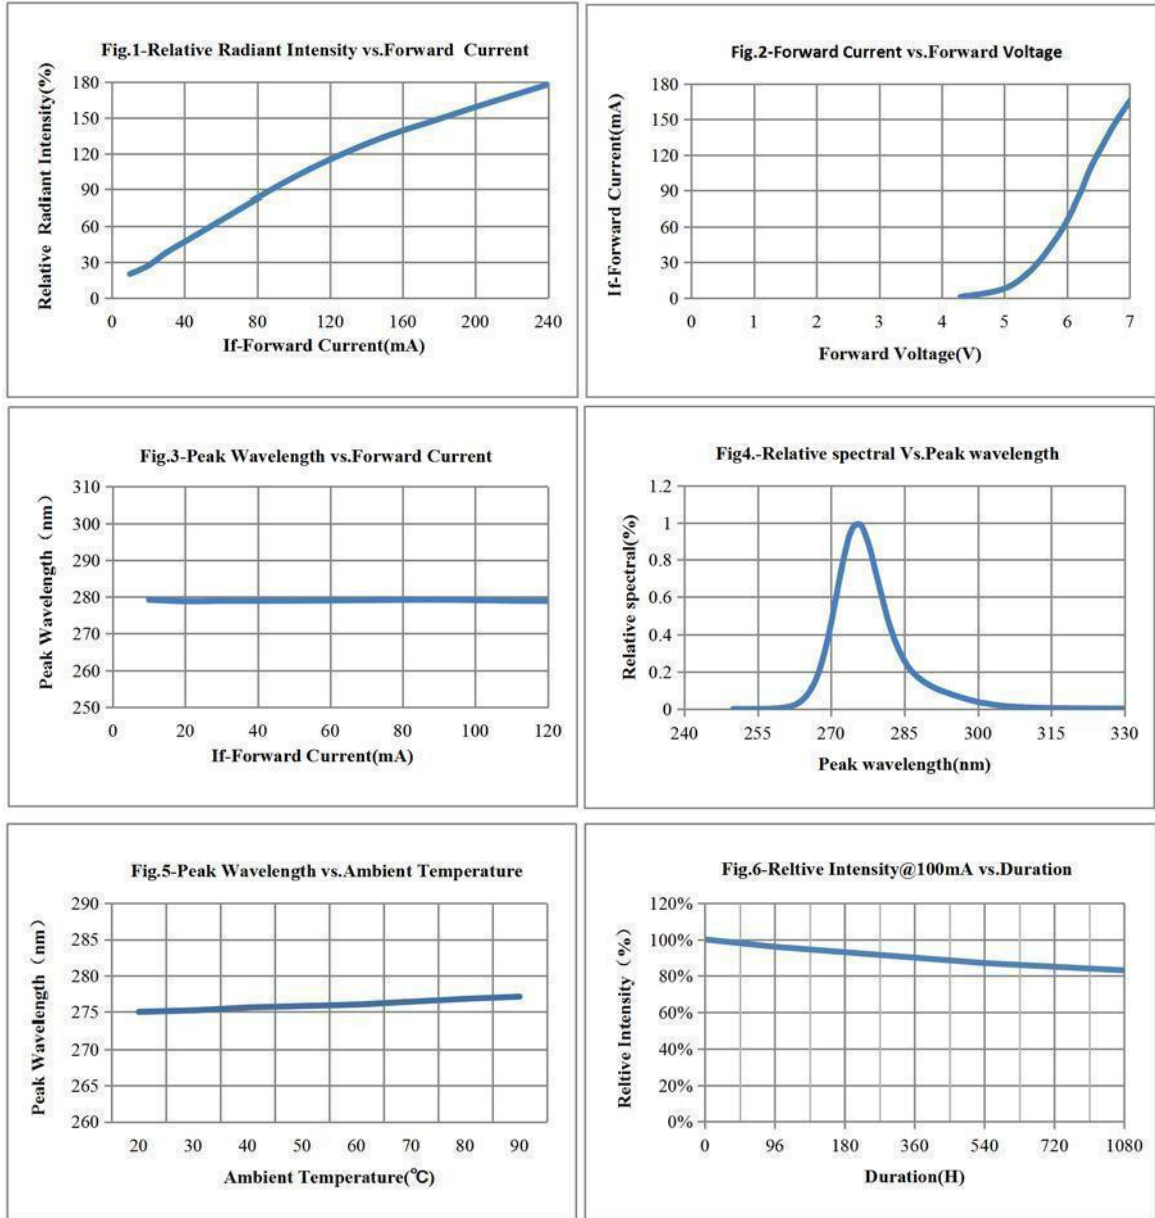 Fig.1-Relative Radiant Intensity vs.Forward Current
Relative Radiant Intensity(%)
180
150
120
90
60
30
0
0 40 80 120 160 200 240
If-Forward Current(mA)
Fig.2-Forward Current vs.Forward Voltage
If-Forward Current(mA)
180
150
120
90
60
30
0
0 1 2 3 4 5 6 7
Forward Voltage(V)
Fig.3-Peak Wavelength vs.Forward Current
Peak Wavelength（nm）
310
300
290
280
270
260
250
0 20 40 60 80 100 120
If-Forward Current(mA)
Fig4.-Relative spectral Vs.Peak wavelength
Relative spectral(%)
1.2
1
0.8
0.6
0.4
0.2
0
240 255 270 285 300 315 330
Peak wavelength(nm)
Fig.5-Peak Wavelength vs.Ambient Temperature
Peak Wavelength（nm）
290
285
280
275
270
265
260
20 30 40 50 60 70 80 90
Ambient Temperature(℃)
Fig.6-Reltive Intensity@100mA vs.Duration
Reltive Intensity（%）
120%
100%
80%
60%
40%
20%
0%
0 96 180 360 540 720 1080
Duration(H)